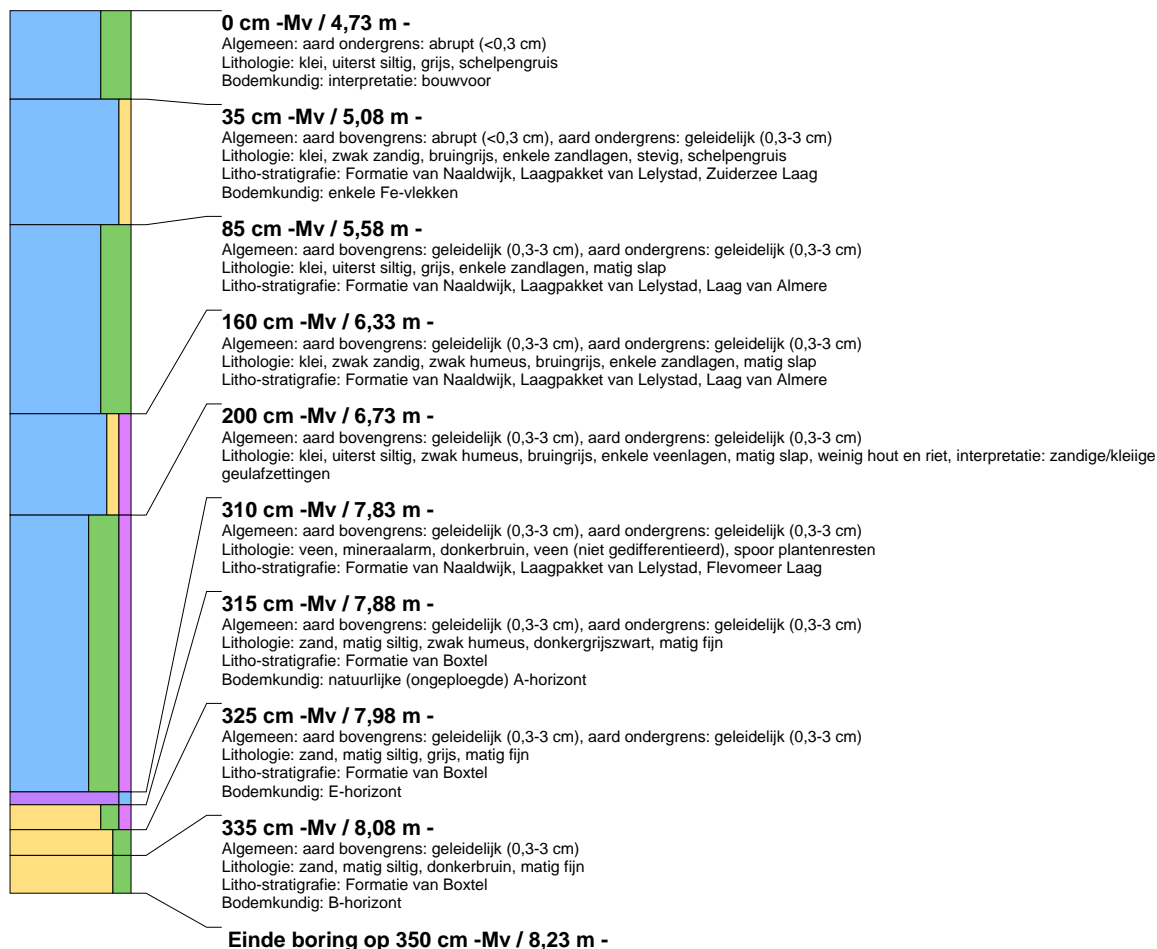 0 cm -Mv / 4,73 m -
Algemeen: aard ondergrens: abrupt (<0,3 cm)
Lithologie: klei, uiterst siltig, grijs, schelpengruis
Bodemkundig: interpretatie: bouwvoor
35 cm -Mv / 5,08 m -
Algemeen: aard bovengrens: abrupt (<0,3 cm), aard ondergrens: geleidelijk (0,3-3 cm)
Lithologie: klei, zwak zandig, bruingrijs, enkele zandlagen, stevig, schelpengruis
Litho-stratigrafie: Formatie van Naaldwijk, Laagpakket van Lelystad, Zuiderzee Laag
Bodemkundig: enkele Fe-vlekken
85 cm -Mv / 5,58 m -
Algemeen: aard bovengrens: geleidelijk (0,3-3 cm), aard ondergrens: geleidelijk (0,3-3 cm)
Lithologie: klei, uiterst siltig, grijs, enkele zandlagen, matig slap
Litho-stratigrafie: Formatie van Naaldwijk, Laagpakket van Lelystad, Laag van Almere
160 cm -Mv / 6,33 m -
Algemeen: aard bovengrens: geleidelijk (0,3-3 cm), aard ondergrens: geleidelijk (0,3-3 cm)
Lithologie: klei, zwak zandig, zwak humeus, bruingrijs, enkele zandlagen, matig slap
Litho-stratigrafie: Formatie van Naaldwijk, Laagpakket van Lelystad, Laag van Almere
200 cm -Mv / 6,73 m -
Algemeen: aard bovengrens: geleidelijk (0,3-3 cm), aard ondergrens: geleidelijk (0,3-3 cm)
Lithologie: klei, uiterst siltig, zwak humeus, bruingrijs, enkele veenlagen, matig slap, weinig hout en riet, interpretatie: zandige/kleiige
geulafzettingen
310 cm -Mv / 7,83 m -
Algemeen: aard bovengrens: geleidelijk (0,3-3 cm), aard ondergrens: geleidelijk (0,3-3 cm)
Lithologie: veen, mineraalarm, donkerbruin, veen (niet gedifferentieerd), spoor plantenresten
Litho-stratigrafie: Formatie van Naaldwijk, Laagpakket van Lelystad, Flevomeer Laag
315 cm -Mv / 7,88 m -
Algemeen: aard bovengrens: geleidelijk (0,3-3 cm), aard ondergrens: geleidelijk (0,3-3 cm)
Lithologie: zand, matig siltig, zwak humeus, donkergrijszwart, matig fijn
Litho-stratigrafie: Formatie van Boxtel
Bodemkundig: natuurlijke (ongeploegde) A-horizont
325 cm -Mv / 7,98 m -
Algemeen: aard bovengrens: geleidelijk (0,3-3 cm), aard ondergrens: geleidelijk (0,3-3 cm)
Lithologie: zand, matig siltig, grijs, matig fijn
Litho-stratigrafie: Formatie van Boxtel
Bodemkundig: E-horizont
335 cm -Mv / 8,08 m -
Algemeen: aard bovengrens: geleidelijk (0,3-3 cm)
Lithologie: zand, matig siltig, donkerbruin, matig fijn
Litho-stratigrafie: Formatie van Boxtel
Bodemkundig: B-horizont
Einde boring op 350 cm -Mv / 8,23 m -